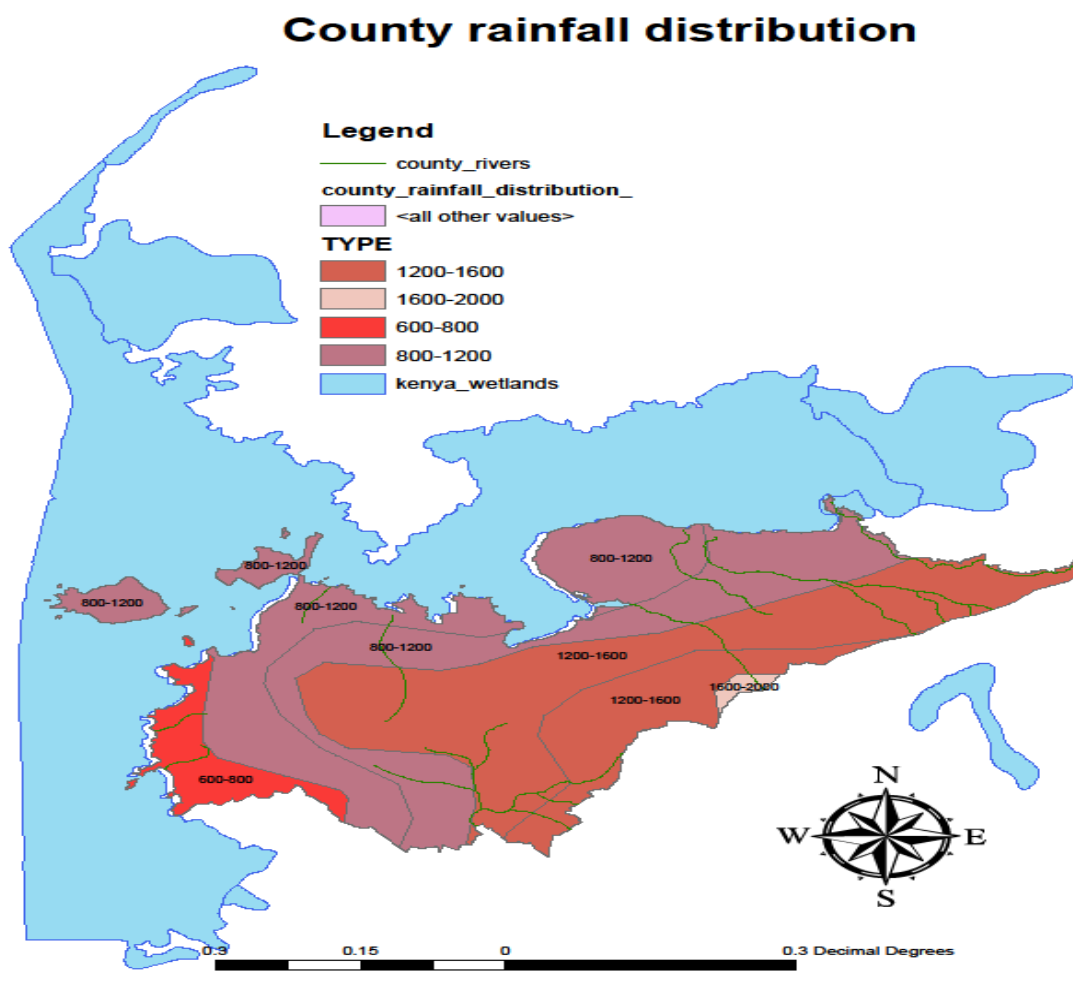 County rainfall distribution
Legend
county_rivers
county_rainfall_distribution_
<all other values>
TYPE
1200-1600
1600-2000
600-800
800-1200
kenya_wetlands
800-1200
800-1200
800-1200
800-1200
800-1200
1200-1600
1600-2000
1200-1600
600-800
N
W
E
S
0.3
0.15
0
0.3 Decimal Degrees